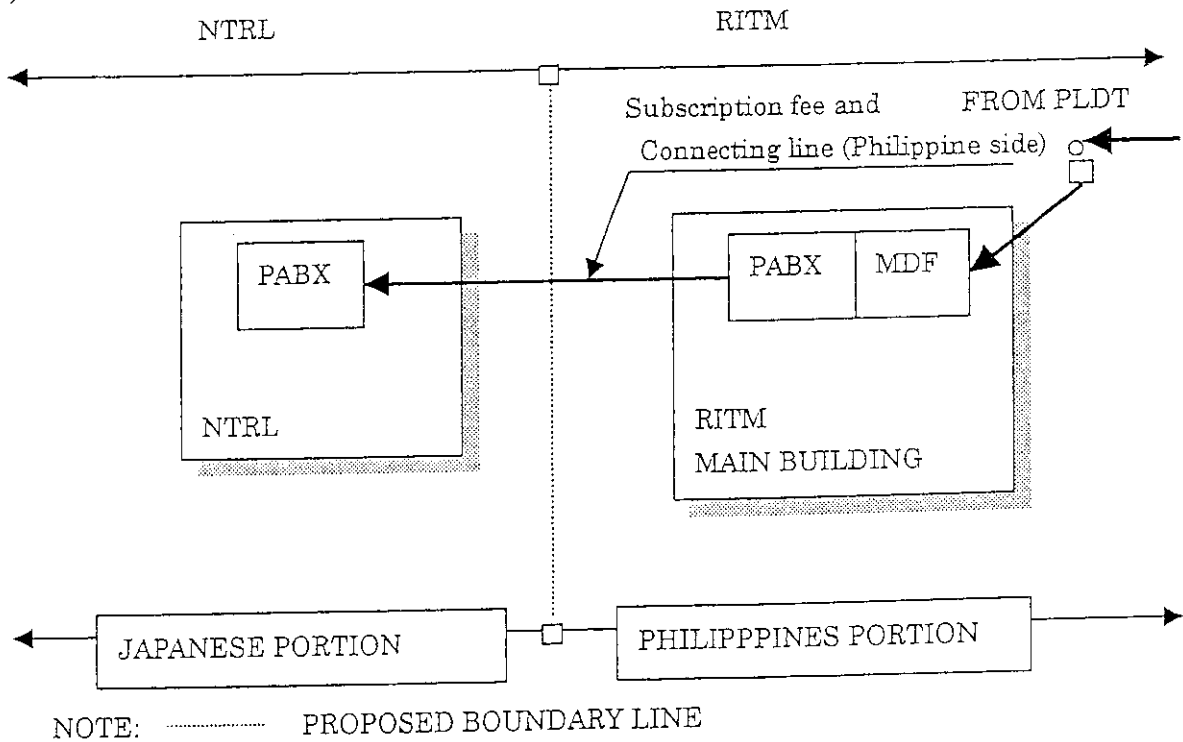 NTRL
RITM
Subscription fee and
Connecting line (Philippine side)
FROM PLDT
PABX
NTRL
PABX
MDF
RITM
MAIN BUILDING
JAPANESE PORTION
PHILIPPPINES PORTION
NOTE: ............ PROPOSED BOUNDARY LINE